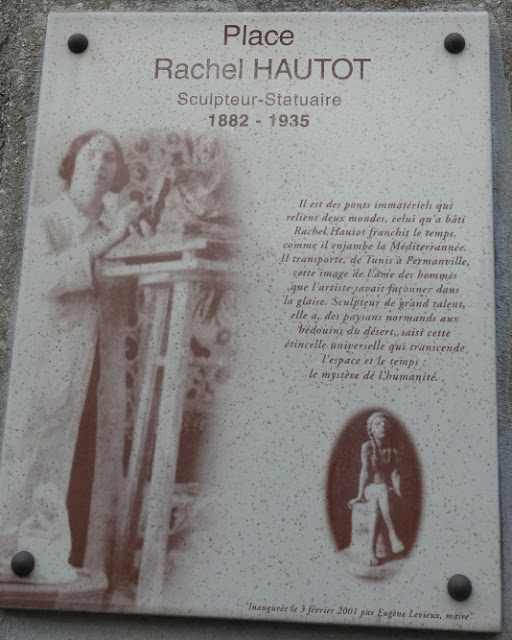 Place
Rachel HAUTOT
Sculpteur-Statuaire
1882 - 1935
Il est des ponts immatériels qui
relient deux mondes, celui qu'a bâti
Rachel Hautot franchit le temps,
comme il enjambe la Méditerrannée.
Il transporte, de Tunis à Permanville,
cette image de l'âme des hommes
que l'artiste savait façonner dans
la glaise. Sculpteur de grand talent,
elle a, des paysans normands aux
bédouins du désert, saisi cette
étincelle universelle qui transcende
l'espace et le temps :
le mystère de l'humanité.
"Inaugurée le 3 février 2001 par Eugène Levieux, maire"